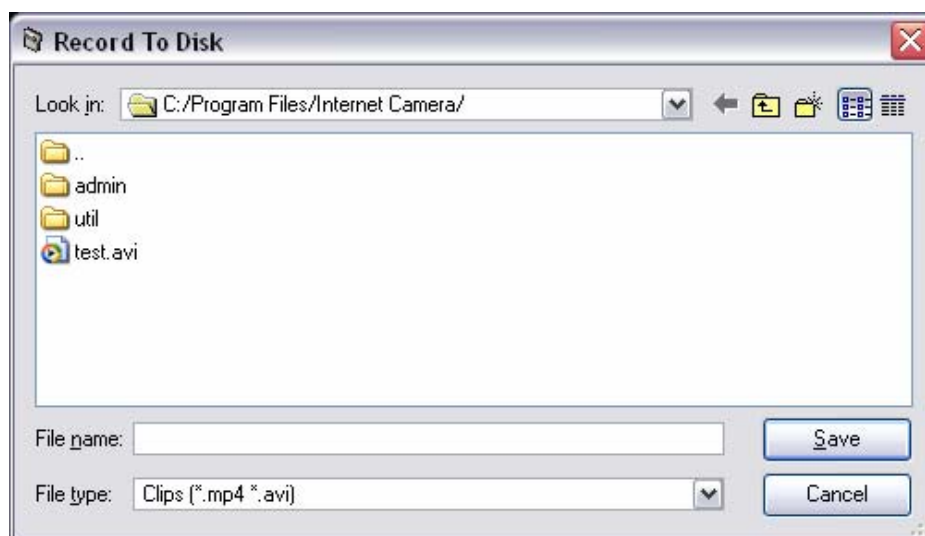 Record To Disk
Look in: C:/Program Files/Internet Camera/
..
admin
util
test.avi
File name: Save
File type: Clips (*.mp4 *.avi) Cancel